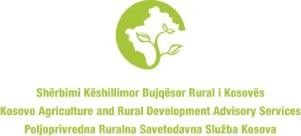 Shërbimi Këshillimor Bujqësor Rural i Kosovës
Kosovo Agriculture and Rural Development Advisory Services
Poljoprivredna Ruralna Savetodavna Služba Kosova